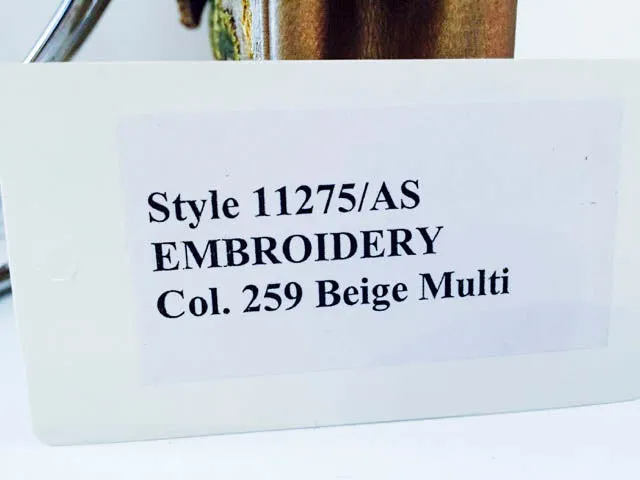 Style 11275/AS
EMBROIDERY
Col. 259 Beige Multi